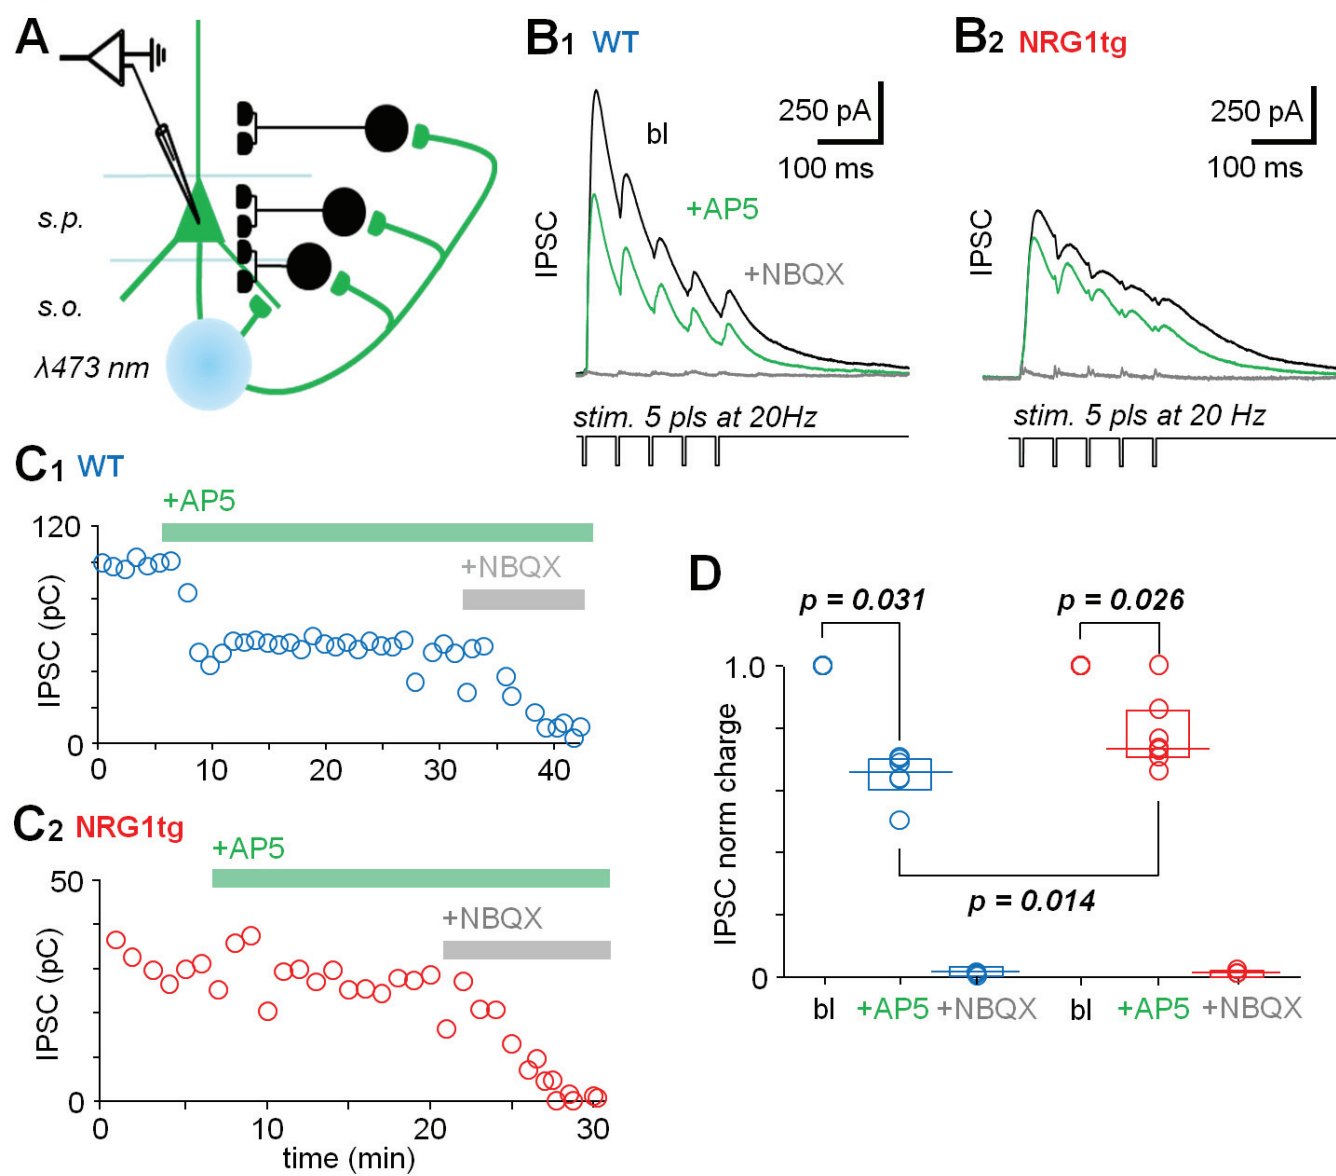 A
s.p.
s.o.
λ473 nm
B1 WT
250 pA
100 ms
bl
+AP5
+NBQX
IPSC
stim. 5 pls at 20Hz
B2 NRG1tg
250 pA
100 ms
IPSC
stim. 5 pls at 20 Hz
C1 WT
+AP5
+NBQX
120
0
IPSC (pC)
0 10 20 30 40
C2 NRG1tg
+AP5
+NBQX
50
0
IPSC (pC)
0 10 20 30
time (min)
D
p = 0.031 p = 0.026
1.0
IPSC norm charge
p = 0.014
0
bl +AP5 +NBQX bl +AP5 +NBQX